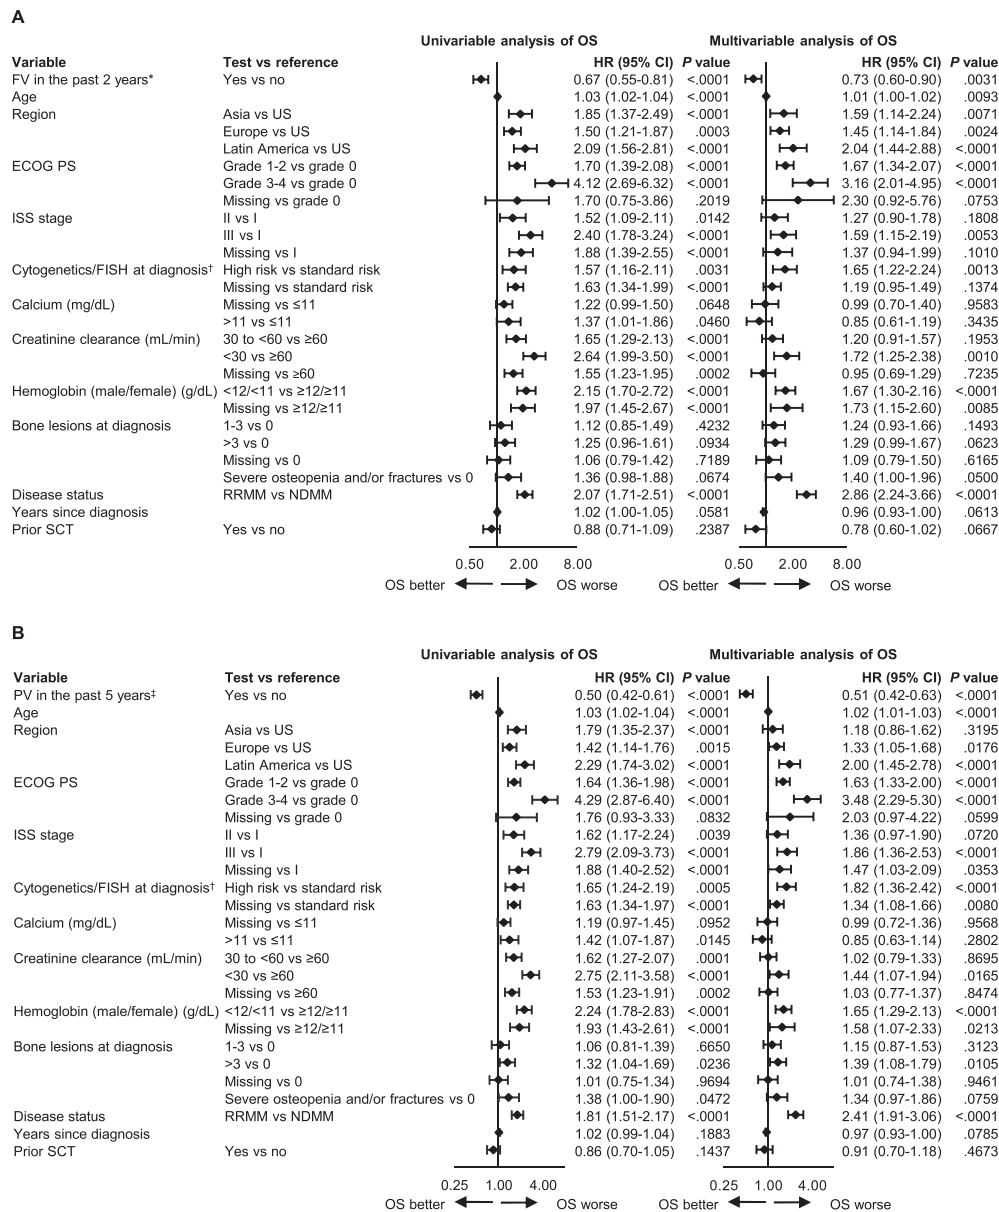 A
Univariable analysis of OS Multivariable analysis of OS
Variable Test vs reference HR (95% CI) P value HR (95% CI) P value
FV in the past 2 years* Yes vs no 0.67 (0.55-0.81) <.0001 0.73 (0.60-0.90) .0031
Age 1.03 (1.02-1.04) <.0001 1.01 (1.00-1.02) .0093
Region Asia vs US 1.85 (1.37-2.49) <.0001 1.59 (1.14-2.24) .0071
Europe vs US 1.50 (1.21-1.87) .0003 1.45 (1.14-1.84) .0024
Latin America vs US 2.09 (1.56-2.81) <.0001 2.04 (1.44-2.88) <.0001
ECOG PS Grade 1-2 vs grade 0 1.70 (1.39-2.08) <.0001 1.67 (1.34-2.07) <.0001
Grade 3-4 vs grade 0 4.12 (2.69-6.32) <.0001 3.16 (2.01-4.95) <.0001
Missing vs grade 0 1.70 (0.75-3.86) .2019 2.30 (0.92-5.76) .0753
ISS stage II vs I 1.52 (1.09-2.11) .0142 1.27 (0.90-1.78) .1808
III vs I 2.40 (1.78-3.24) <.0001 1.59 (1.15-2.19) .0053
Missing vs I 1.88 (1.39-2.55) <.0001 1.37 (0.94-1.99) .1010
Cytogenetics/FISH at diagnosis† High risk vs standard risk 1.57 (1.16-2.11) .0031 1.65 (1.22-2.24) .0013
Missing vs standard risk 1.63 (1.34-1.99) <.0001 1.19 (0.95-1.49) .1374
Calcium (mg/dL) Missing vs ≤11 1.22 (0.99-1.50) .0648 0.99 (0.70-1.40) .9583
>11 vs ≤11 1.37 (1.01-1.86) .0460 0.85 (0.61-1.19) .3435
Creatinine clearance (mL/min) 30 to <60 vs ≥60 1.65 (1.29-2.13) <.0001 1.20 (0.91-1.57) .1953
<30 vs ≥60 2.64 (1.99-3.50) <.0001 1.72 (1.25-2.38) .0010
Missing vs ≥60 1.55 (1.23-1.95) .0002 0.95 (0.69-1.29) .7235
Hemoglobin (male/female) (g/dL) <12/<11 vs ≥12/≥11 2.15 (1.70-2.72) <.0001 1.67 (1.30-2.16) <.0001
Missing vs ≥12/≥11 1.97 (1.45-2.67) <.0001 1.73 (1.15-2.60) .0085
Bone lesions at diagnosis 1-3 vs 0 1.12 (0.85-1.49) .4232 1.24 (0.93-1.66) .1493
>3 vs 0 1.25 (0.96-1.61) .0934 1.29 (0.99-1.67) .0623
Missing vs 0 1.06 (0.79-1.42) .7189 1.09 (0.79-1.50) .6165
Severe osteopenia and/or fractures vs 0 1.36 (0.98-1.88) .0674 1.40 (1.00-1.96) .0500
Disease status RRMM vs NDMM 2.07 (1.71-2.51) <.0001 2.86 (2.24-3.66) <.0001
Years since diagnosis 1.02 (1.00-1.05) .0581 0.96 (0.93-1.00) .0613
Prior SCT Yes vs no 0.88 (0.71-1.09) .2387 0.78 (0.60-1.02) .0667
0.50 2.00 8.00 0.50 2.00 8.00
OS better OS worse OS better OS worse
B
Univariable analysis of OS Multivariable analysis of OS
Variable Test vs reference HR (95% CI) P value HR (95% CI) P value
PV in the past 5 years‡ Yes vs no 0.50 (0.42-0.61) <.0001 0.51 (0.42-0.63) <.0001
Age 1.03 (1.02-1.04) <.0001 1.02 (1.01-1.03) <.0001
Region Asia vs US 1.79 (1.35-2.37) <.0001 1.18 (0.86-1.62) .3195
Europe vs US 1.42 (1.14-1.76) .0015 1.33 (1.05-1.68) .0176
Latin America vs US 2.29 (1.74-3.02) <.0001 2.00 (1.45-2.78) <.0001
ECOG PS Grade 1-2 vs grade 0 1.64 (1.36-1.98) <.0001 1.63 (1.33-2.00) <.0001
Grade 3-4 vs grade 0 4.29 (2.87-6.40) <.0001 3.48 (2.29-5.30) <.0001
Missing vs grade 0 1.76 (0.93-3.33) .0832 2.03 (0.97-4.22) .0599
ISS stage II vs I 1.62 (1.17-2.24) .0039 1.36 (0.97-1.90) .0720
III vs I 2.79 (2.09-3.73) <.0001 1.86 (1.36-2.53) <.0001
Missing vs I 1.88 (1.40-2.52) <.0001 1.47 (1.03-2.09) .0353
Cytogenetics/FISH at diagnosis† High risk vs standard risk 1.65 (1.24-2.19) .0005 1.82 (1.36-2.42) <.0001
Missing vs standard risk 1.63 (1.34-1.97) <.0001 1.34 (1.08-1.66) .0080
Calcium (mg/dL) Missing vs ≤11 1.19 (0.97-1.45) .0952 0.99 (0.72-1.36) .9568
>11 vs ≤11 1.42 (1.07-1.87) .0145 0.85 (0.63-1.14) .2802
Creatinine clearance (mL/min) 30 to <60 vs ≥60 1.62 (1.27-2.07) .0001 1.02 (0.79-1.33) .8695
<30 vs ≥60 2.75 (2.11-3.58) <.0001 1.44 (1.07-1.94) .0165
Missing vs ≥60 1.53 (1.23-1.91) .0002 1.03 (0.77-1.37) .8474
Hemoglobin (male/female) (g/dL) <12/<11 vs ≥12/≥11 2.24 (1.78-2.83) <.0001 1.65 (1.29-2.13) <.0001
Missing vs ≥12/≥11 1.93 (1.43-2.61) <.0001 1.58 (1.07-2.33) .0213
Bone lesions at diagnosis 1-3 vs 0 1.06 (0.81-1.39) .6650 1.15 (0.87-1.53) .3123
>3 vs 0 1.32 (1.04-1.69) .0236 1.39 (1.08-1.79) .0105
Missing vs 0 1.01 (0.75-1.34) .9694 1.01 (0.74-1.38) .9461
Severe osteopenia and/or fractures vs 0 1.38 (1.00-1.90) .0472 1.34 (0.97-1.86) .0759
Disease status RRMM vs NDMM 1.81 (1.51-2.17) <.0001 2.41 (1.91-3.06) <.0001
Years since diagnosis 1.02 (0.99-1.04) .1883 0.97 (0.93-1.00) .0785
Prior SCT Yes vs no 0.86 (0.70-1.05) .1437 0.91 (0.70-1.18) .4673
0.25 1.00 4.00 0.25 1.00 4.00
OS better OS worse OS better OS worse